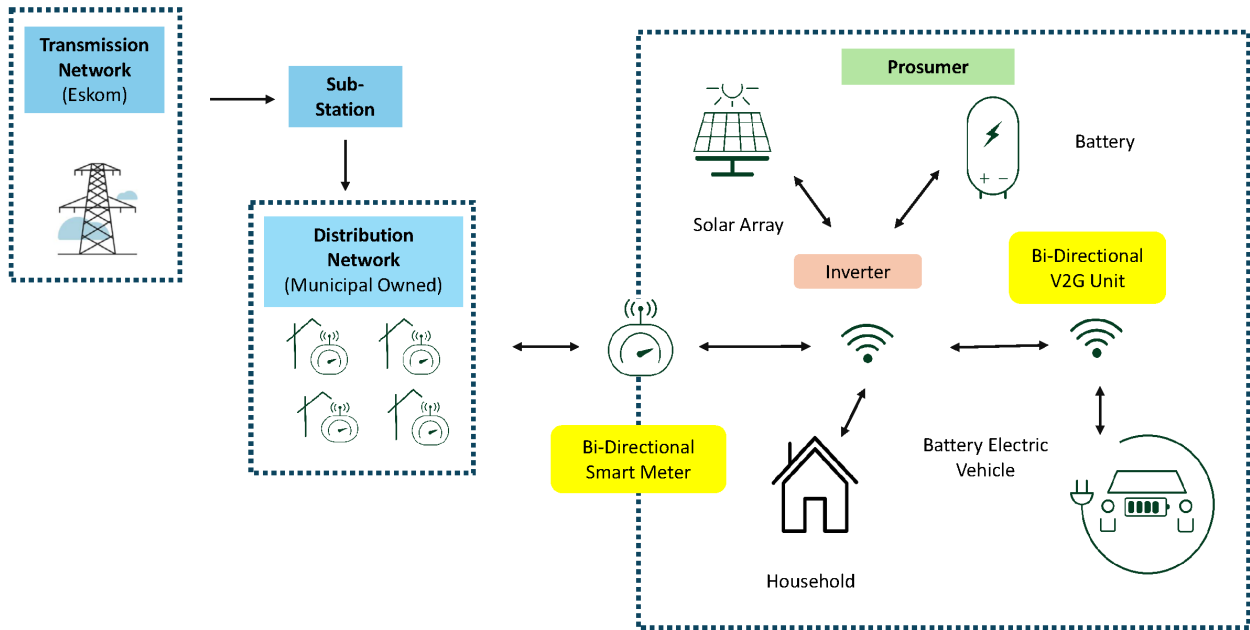 Transmission
Network
(Eskom)
Sub-
Station
Distribution
Network
(Municipal Owned)
Prosumer
Battery
Solar Array
Inverter
Bi-Directional
V2G Unit
Bi-Directional
Smart Meter
Battery Electric
Vehicle
Household